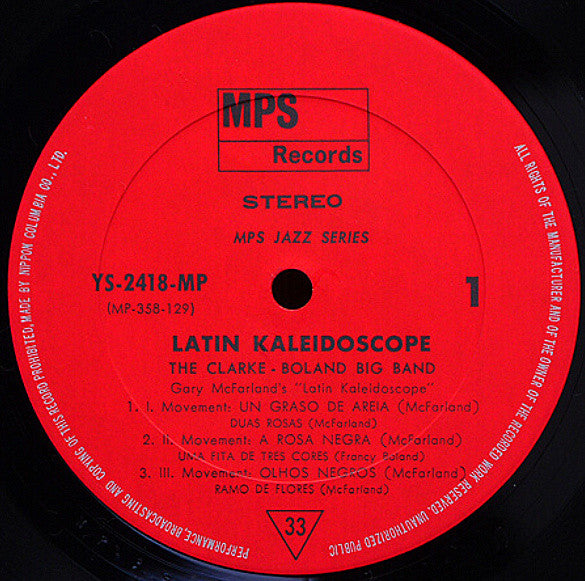 MPS
Records
STEREO
MPS JAZZ SERIES
YS-2418-MP
(MP-358-129)
1
LATIN KALEIDOSCOPE
THE CLARKE - BOLAND BIG BAND
Gary McFarland's "Latin Kaleidoscope"
1. I. Movement: UN GRASO DE AREIA (McFarland)
DUAS ROSAS (McFarland)
2. II. Movement: A ROSA NEGRA (McFarland)
UMA FITA DE TRES CORES (Francy Boland)
3. III. Movement: OLHOS NEGROS (McFarland)
RAMO DE FLORES (McFarland)
33
ALL RIGHTS OF THE MANUFACTURER AND OF THE OWNER OF THE RECORDED WORK RESERVED. UNAUTHORIZED PUBLIC
PERFORMANCE, BROADCASTING AND COPYING OF THIS RECORD PROHIBITED, MADE BY NIPPON COLUMBIA CO., LTD.